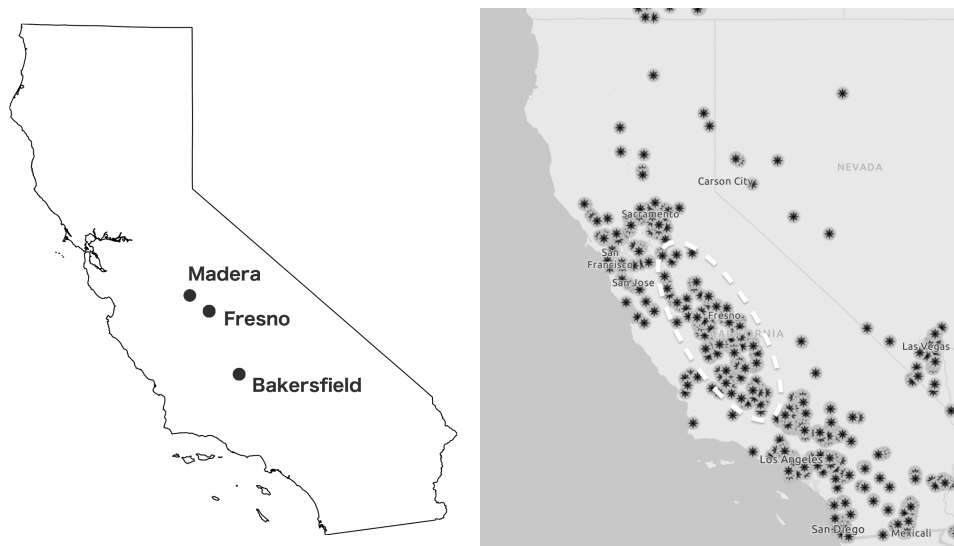 Madera
Fresno
Bakersfield
NEVADA
Carson City
Sacramento
San
Francisco
San Jose
Fresno
CALIFORNIA
Las Vegas
Los Angeles
San Diego
Mexicali